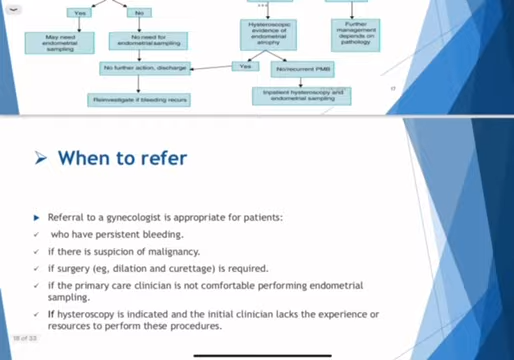 Yes
No
May need
endometrial
sampling
No need for
endometrial sampling
Hysteroscopic
evidence of
endometrial
atrophy
Further
management
depends on
pathology
No further action, discharge
Yes
No/recurrent PMB
Reinvestigate if bleeding recurs
Inpatient hysteroscopy and
endometrial sampling
17
When to refer
Referral to a gynecologist is appropriate for patients:
who have persistent bleeding.
if there is suspicion of malignancy.
if surgery (eg, dilation and curettage) is required.
if the primary care clinician is not comfortable performing endometrial
sampling.
If hysteroscopy is indicated and the initial clinician lacks the experience or
resources to perform these procedures.